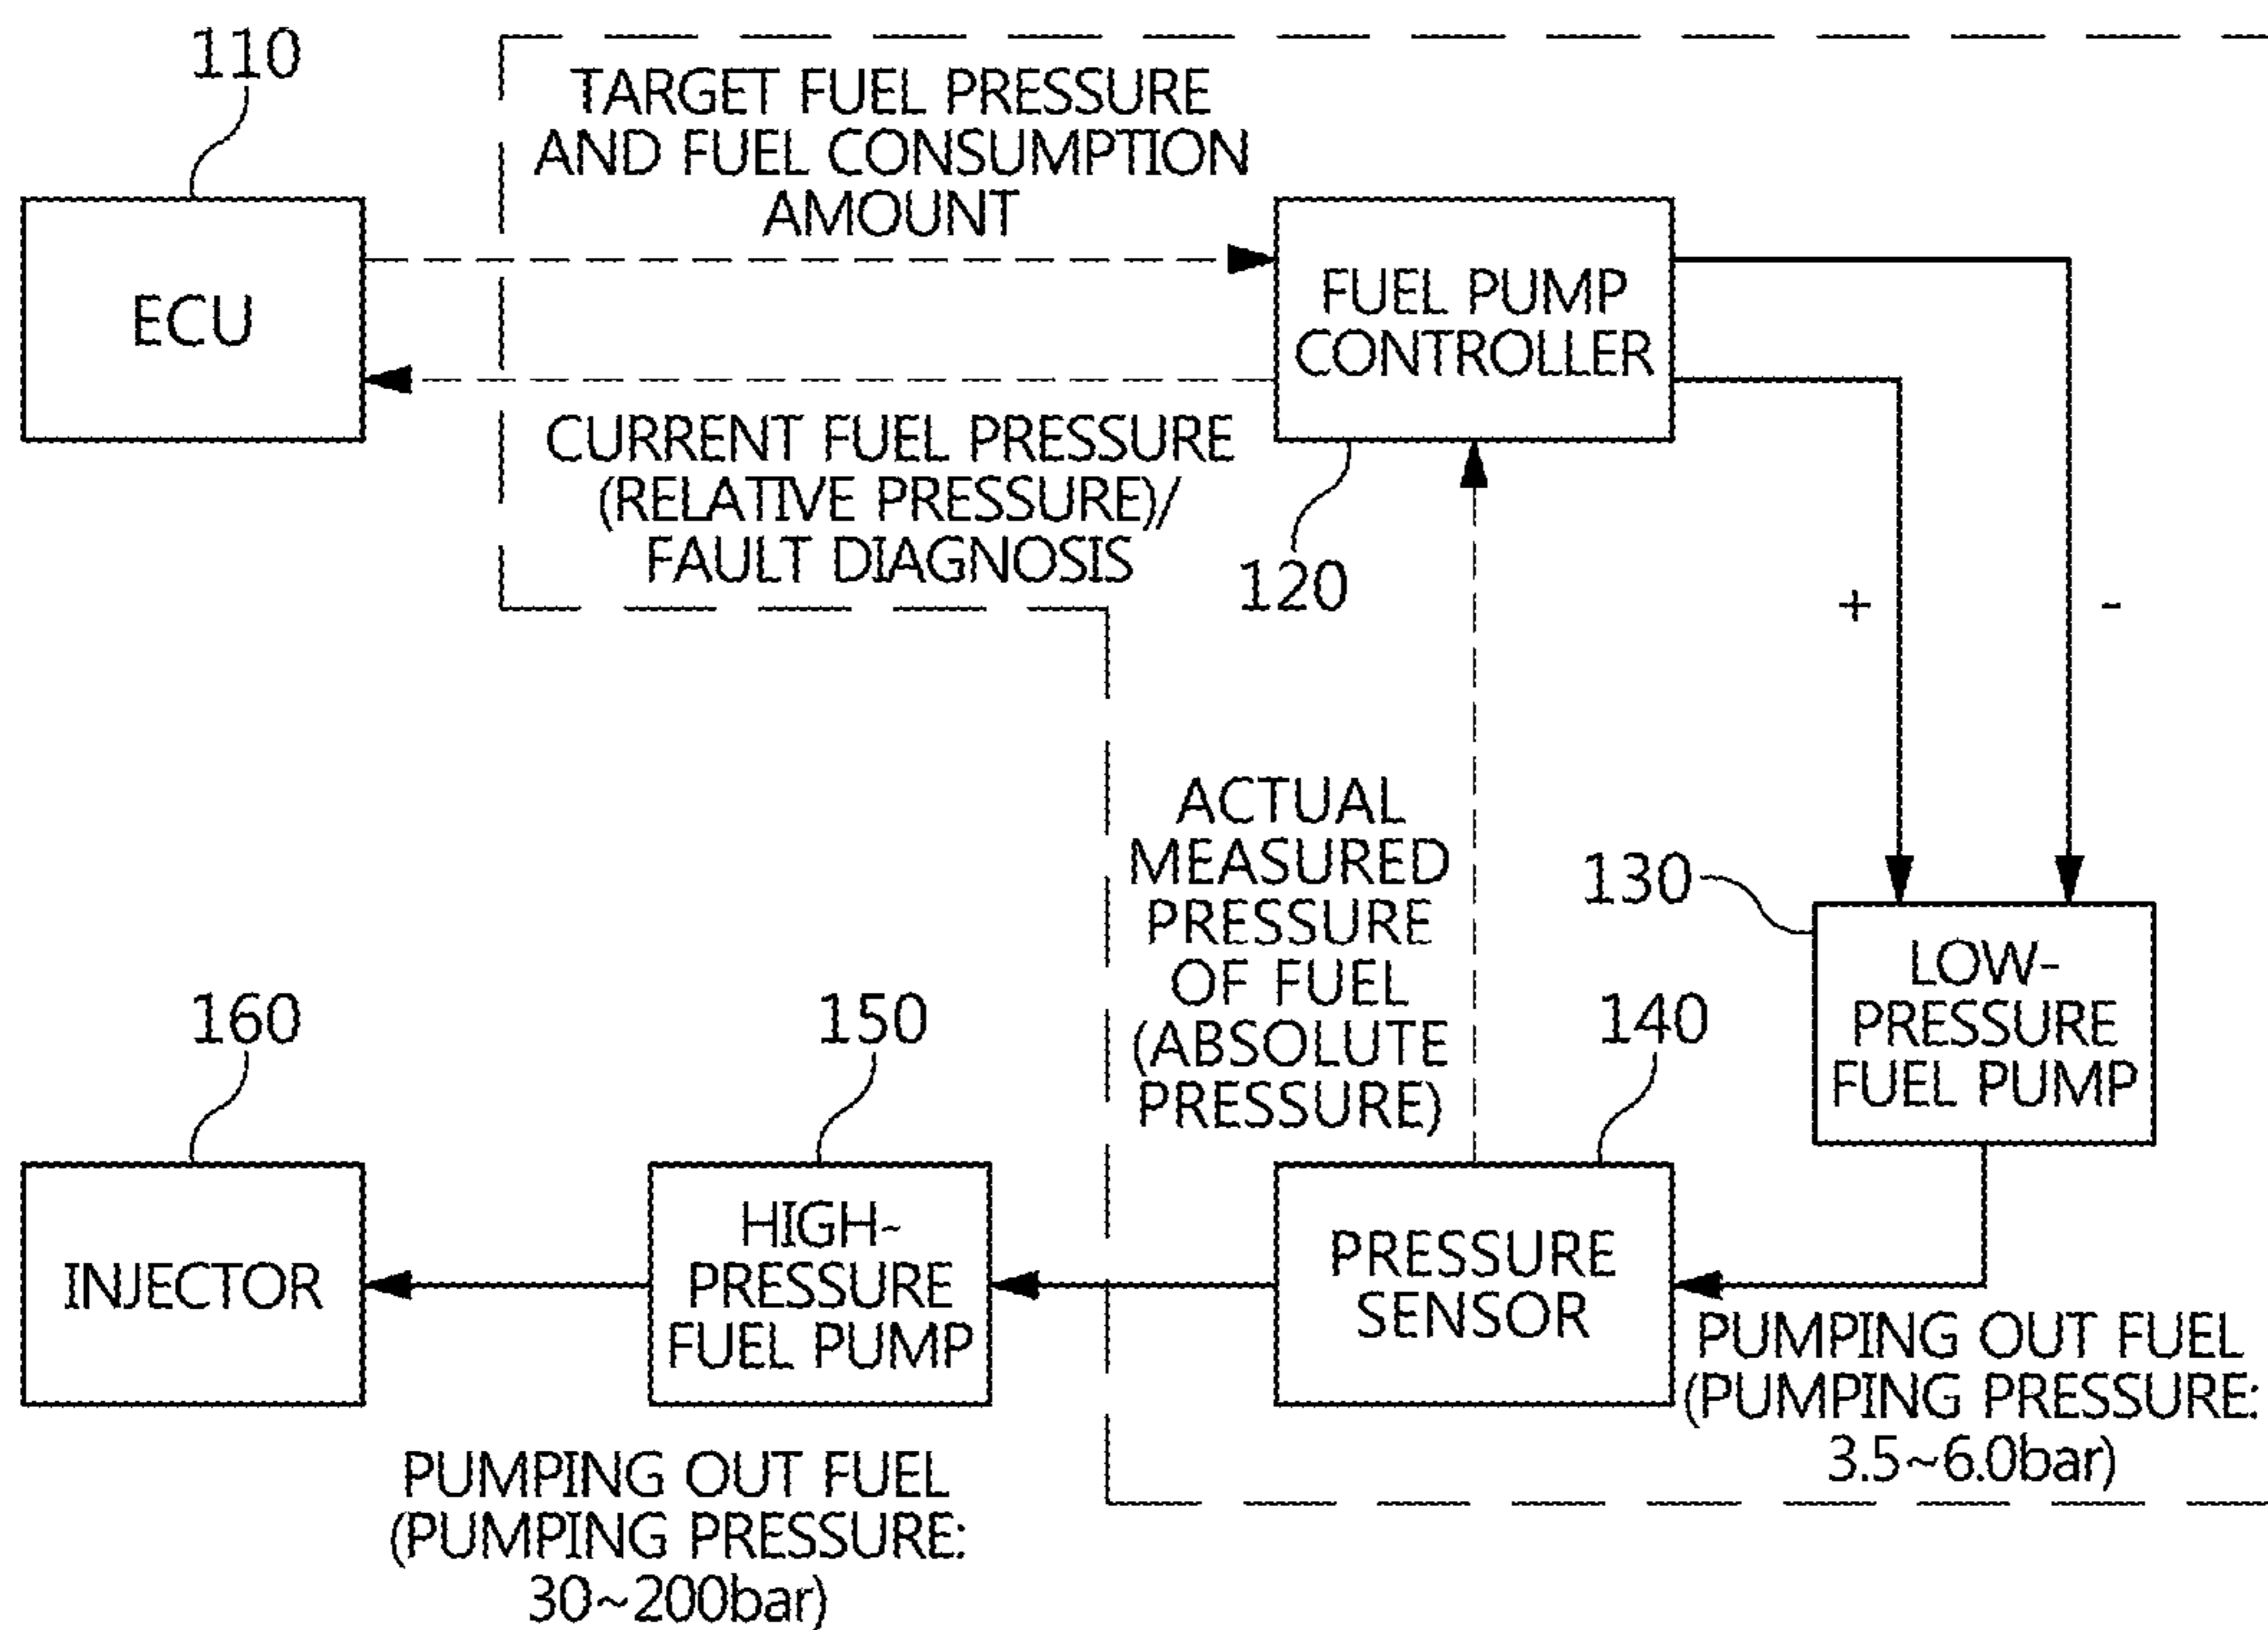 110
TARGET FUEL PRESSURE
AND FUEL CONSUMPTION
AMOUNT
ECU
FUEL PUMP
CONTROLLER
CURRENT FUEL PRESSURE
(RELATIVE PRESSURE)/
FAULT DIAGNOSIS
120
+
-
ACTUAL
MEASURED
PRESSURE
OF FUEL
(ABSOLUTE
PRESSURE)
130
LOW-
PRESSURE
FUEL PUMP
160
150
140
INJECTOR
HIGH-
PRESSURE
FUEL PUMP
PRESSURE
SENSOR
PUMPING OUT FUEL
(PUMPING PRESSURE:
3.5~6.0bar)
PUMPING OUT FUEL
(PUMPING PRESSURE:
30~200bar)